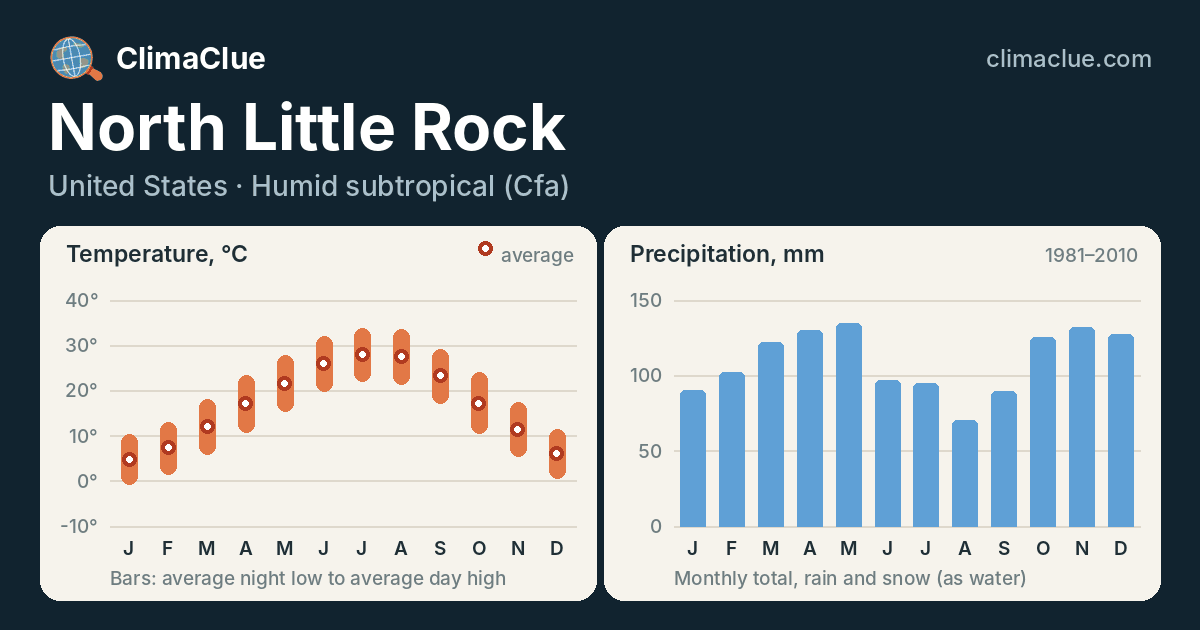 ClimaClue
climaclue.com
North Little Rock
United States · Humid subtropical (Cfa)
Temperature, °C
average
40°
30°
20°
10°
0°
-10°
J F M A M J J A S O N D
Bars: average night low to average day high
Precipitation, mm
1981–2010
150
100
50
0
J F M A M J J A S O N D
Monthly total, rain and snow (as water)